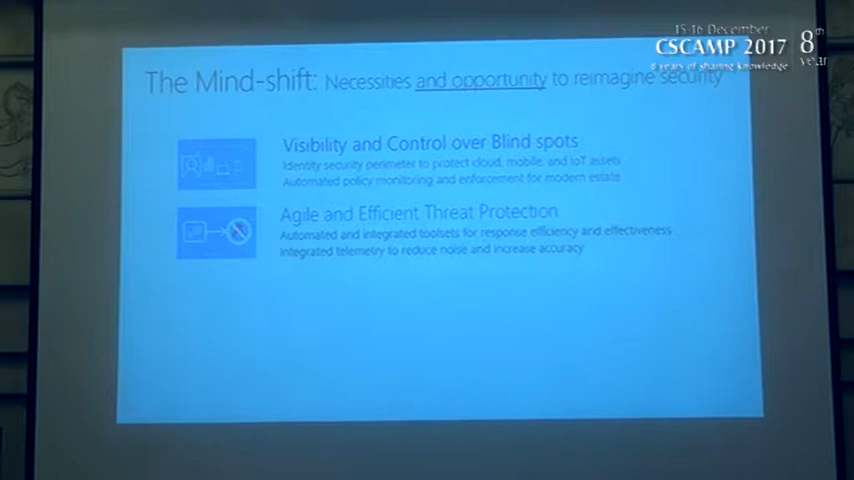 15-16 December
CSCAMP 2017 8th
8 years of sharing knowledge year
The Mind-shift: Necessities and opportunity to reimagine security
Visibility and Control over Blind spots
Identity security perimeter to protect cloud, mobile, and IoT assets
Automated policy monitoring and enforcement for modern estate
Agile and Efficient Threat Protection
Automated and integrated toolsets for response efficiency and effectiveness
Integrated telemetry to reduce noise and increase accuracy